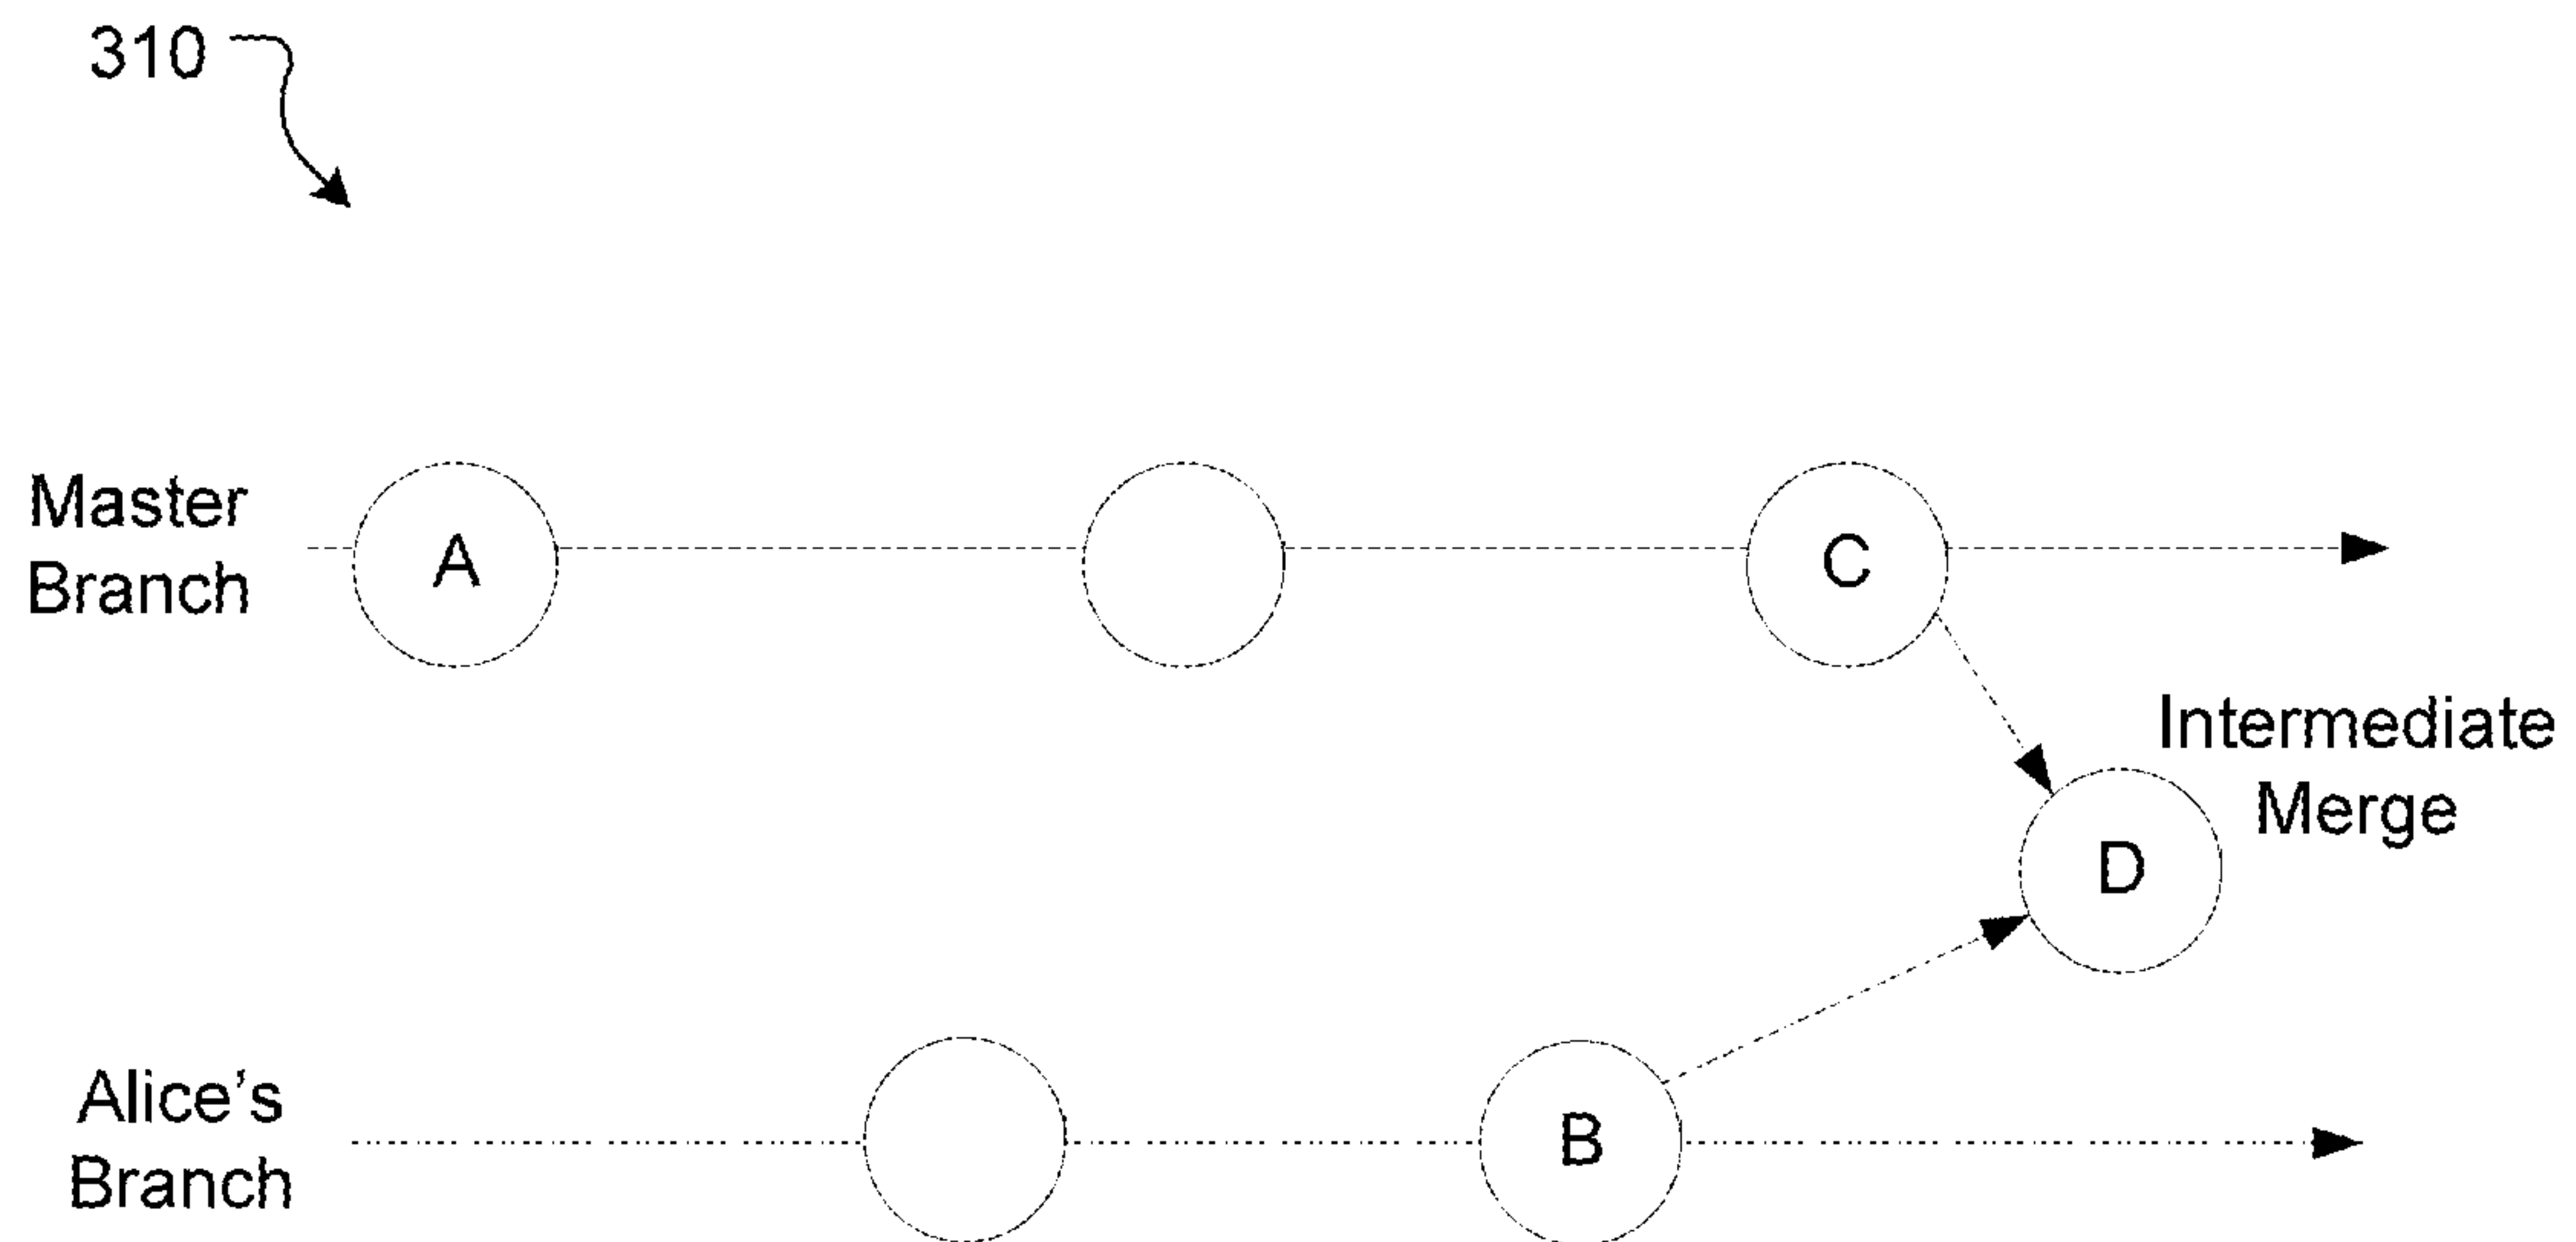 310
Master
Branch
A
C
Intermediate
Merge
D
Alice's
Branch
B